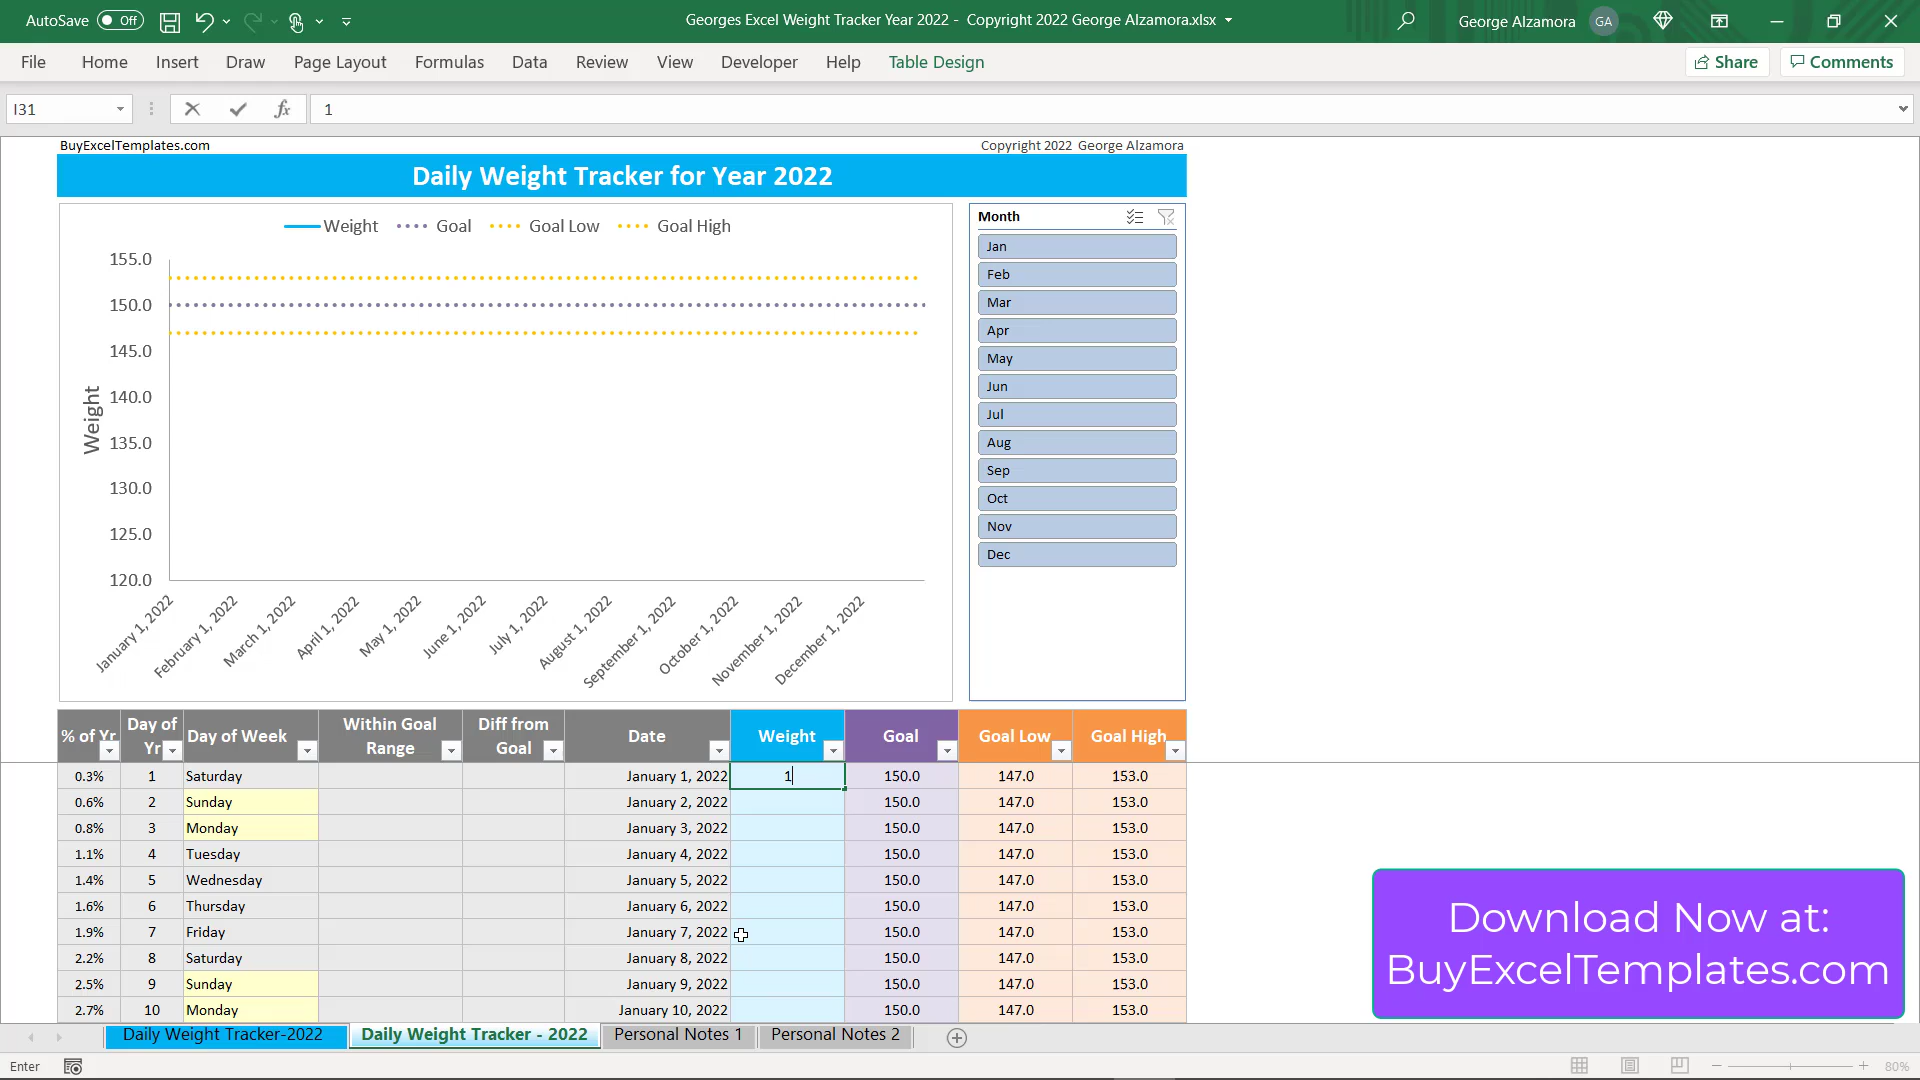 AutoSave Off
Georges Excel Weight Tracker Year 2022 - Copyright 2022 George Alzamora.xlsx
George Alzamora GA
File Home Insert Draw Page Layout Formulas Data Review View Developer Help Table Design
Share Comments
I31 fx 1
BuyExcelTemplates.com
Copyright 2022 George Alzamora
Daily Weight Tracker for Year 2022
Weight Goal Goal Low Goal High
155.0
150.0
145.0
140.0
135.0
130.0
125.0
120.0
Weight
January 1, 2022
February 1, 2022
March 1, 2022
April 1, 2022
May 1, 2022
June 1, 2022
July 1, 2022
August 1, 2022
September 1, 2022
October 1, 2022
November 1, 2022
December 1, 2022
Month
Jan
Feb
Mar
Apr
May
Jun
Jul
Aug
Sep
Oct
Nov
Dec
% of Yr Day of Yr Day of Week Within Goal Range Diff from Goal Date Weight Goal Goal Low Goal High
0.3% 1 Saturday January 1, 2022 1 150.0 147.0 153.0
0.6% 2 Sunday January 2, 2022 150.0 147.0 153.0
0.8% 3 Monday January 3, 2022 150.0 147.0 153.0
1.1% 4 Tuesday January 4, 2022 150.0 147.0 153.0
1.4% 5 Wednesday January 5, 2022 150.0 147.0 153.0
1.6% 6 Thursday January 6, 2022 150.0 147.0 153.0
1.9% 7 Friday January 7, 2022 150.0 147.0 153.0
2.2% 8 Saturday January 8, 2022 150.0 147.0 153.0
2.5% 9 Sunday January 9, 2022 150.0 147.0 153.0
2.7% 10 Monday January 10, 2022 150.0 147.0 153.0
Download Now at:
BuyExcelTemplates.com
Daily Weight Tracker-2022 Daily Weight Tracker - 2022 Personal Notes 1 Personal Notes 2
Enter
80%